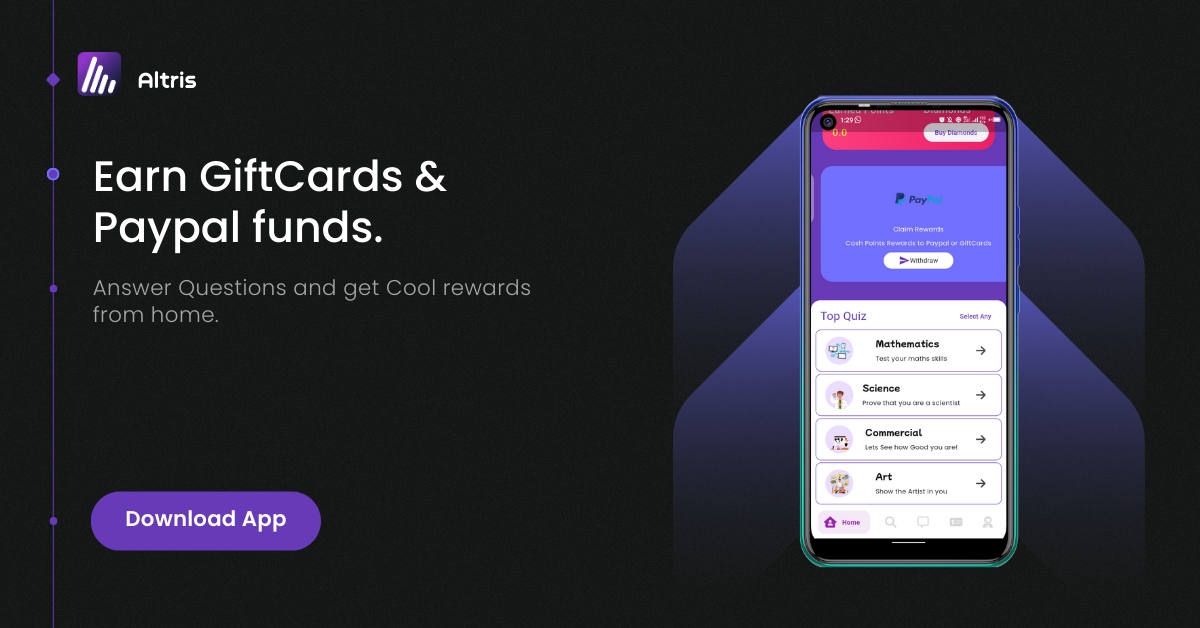 Altris
Earn GiftCards &
Paypal funds.
Answer Questions and get Cool rewards
from home.
Download App
Earned Points Diamonds
1:29
0.0
Buy Diamonds
PayPal
Claim Rewards
Cash Points Rewards to Paypal or GiftCards
Withdraw
Top Quiz
Select Any
Mathematics
Test your maths skills
Science
Prove that you are a scientist
Commercial
Lets See how Good you are!
Art
Show the Artist in you
Home